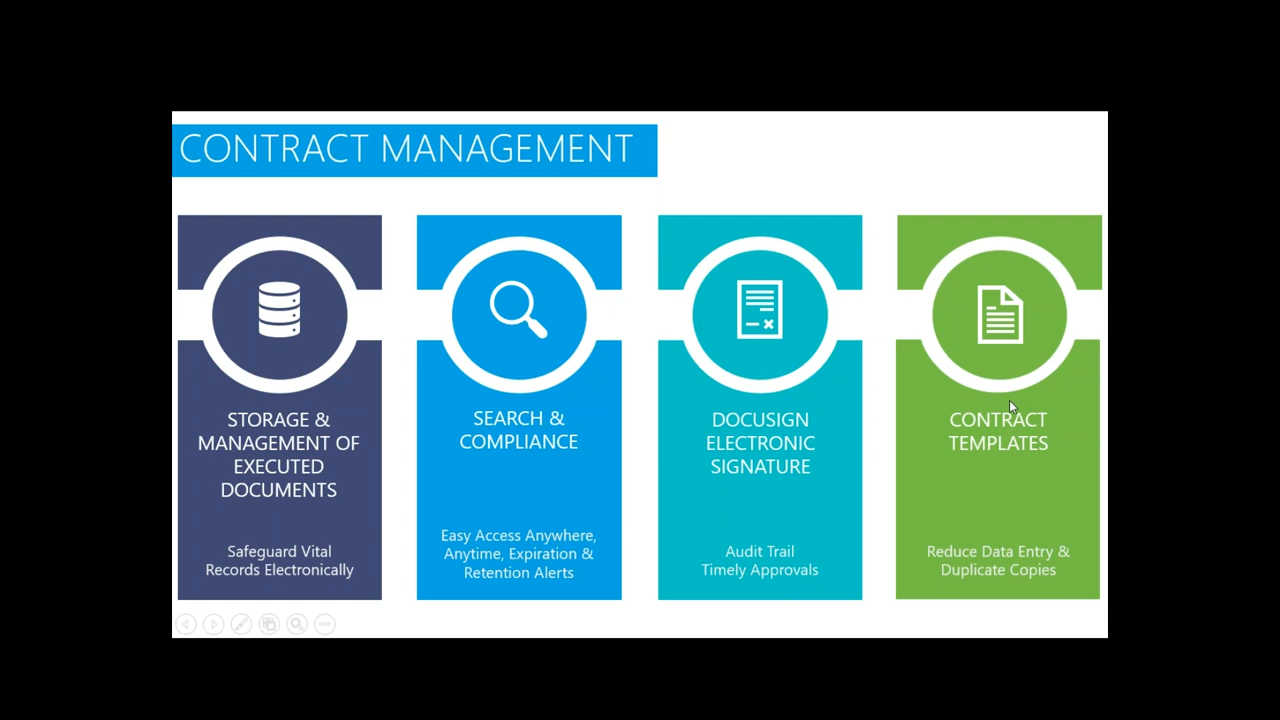 CONTRACT MANAGEMENT
STORAGE &
MANAGEMENT OF
EXECUTED
DOCUMENTS
Safeguard Vital
Records Electronically
SEARCH &
COMPLIANCE
Easy Access Anywhere,
Anytime, Expiration &
Retention Alerts
DOCUSIGN
ELECTRONIC
SIGNATURE
Audit Trail
Timely Approvals
CONTRACT
TEMPLATES
Reduce Data Entry &
Duplicate Copies